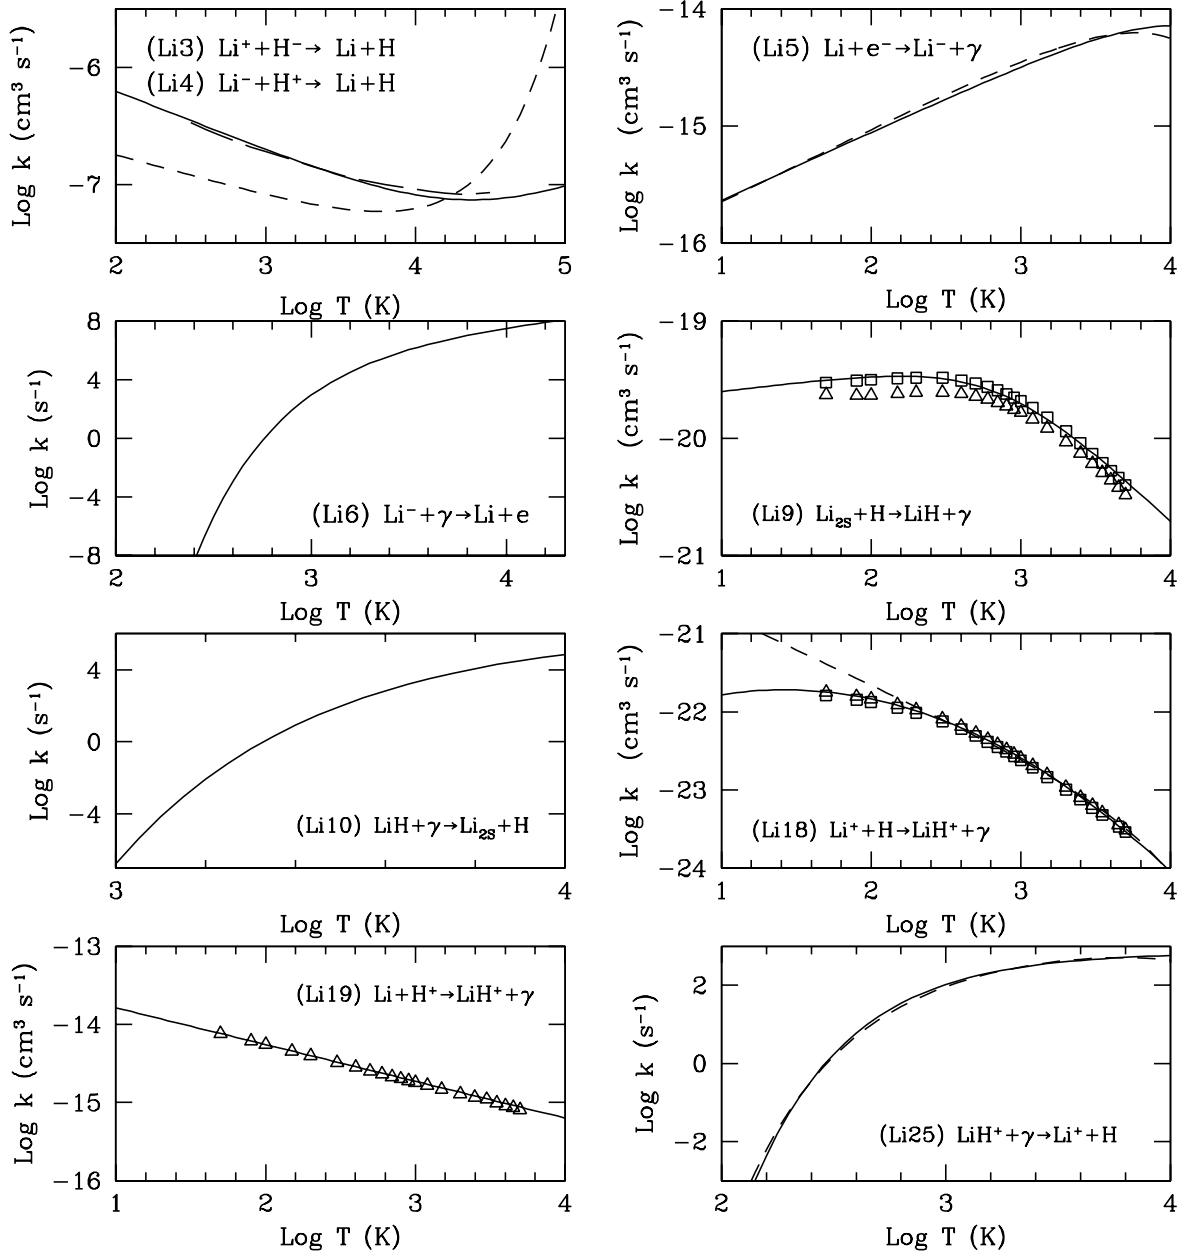 (Li3) Li⁺+H⁻→ Li+H
(Li4) Li⁻+H⁺→ Li+H
Log k (cm³ s⁻¹)
−6
−7
2 3 4 5
Log T (K)
(Li5) Li+e⁻→Li⁻+γ
Log k (cm³ s⁻¹)
−14
−15
−16
1 2 3 4
Log T (K)
Log k (s⁻¹)
8
4
0
−4
−8
(Li6) Li⁻+γ→Li+e
2 3 4
Log T (K)
Log k (cm³ s⁻¹)
−19
−20
−21
(Li9) Li₂S+H→LiH+γ
1 2 3 4
Log T (K)
Log k (s⁻¹)
4
0
−4
(Li10) LiH+γ→Li₂S+H
3 4
Log T (K)
Log k (cm³ s⁻¹)
−21
−22
−23
−24
(Li18) Li⁺+H→LiH⁺+γ
1 2 3 4
Log T (K)
Log k (cm³ s⁻¹)
−13
−14
−15
−16
(Li19) Li+H⁺→LiH⁺+γ
1 2 3 4
Log T (K)
Log k (s⁻¹)
2
0
−2
(Li25) LiH⁺+γ→Li⁺+H
2 3 4
Log T (K)